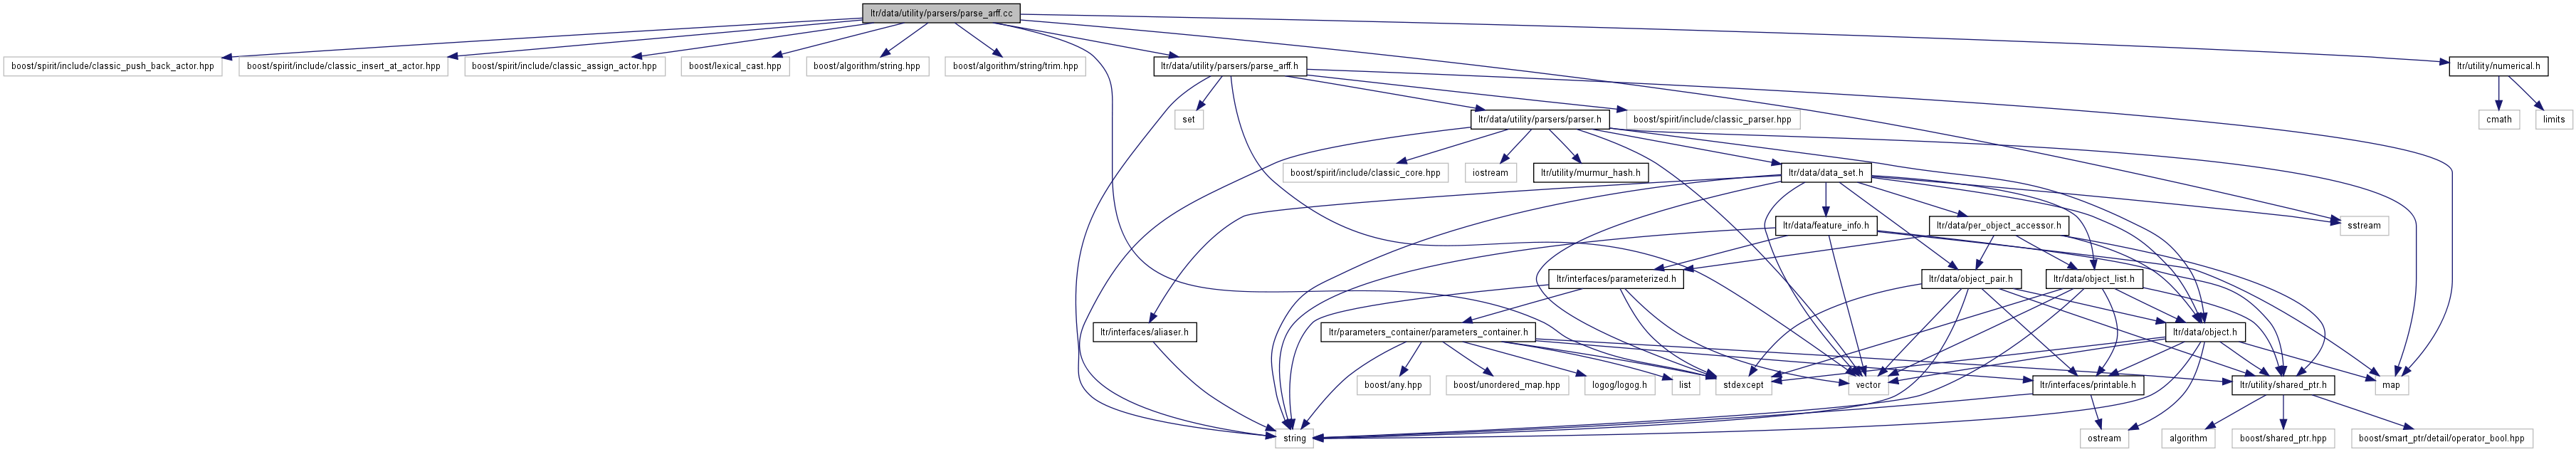 ltr/data/utility/parsers/parse_arff.cc
boost/spirit/include/classic_push_back_actor.hpp
boost/spirit/include/classic_insert_at_actor.hpp
boost/spirit/include/classic_assign_actor.hpp
boost/lexical_cast.hpp
boost/algorithm/string.hpp
boost/algorithm/string/trim.hpp
ltr/data/utility/parsers/parse_arff.h
ltr/utility/numerical.h
set
ltr/data/utility/parsers/parser.h
boost/spirit/include/classic_parser.hpp
cmath
limits
boost/spirit/include/classic_core.hpp
iostream
ltr/utility/murmur_hash.h
ltr/data/data_set.h
ltr/data/feature_info.h
ltr/data/per_object_accessor.h
sstream
ltr/interfaces/parameterized.h
ltr/data/object_pair.h
ltr/data/object_list.h
ltr/interfaces/aliaser.h
ltr/parameters_container/parameters_container.h
ltr/data/object.h
boost/any.hpp
boost/unordered_map.hpp
logog/logog.h
list
stdexcept
vector
ltr/interfaces/printable.h
ltr/utility/shared_ptr.h
map
string
ostream
algorithm
boost/shared_ptr.hpp
boost/smart_ptr/detail/operator_bool.hpp